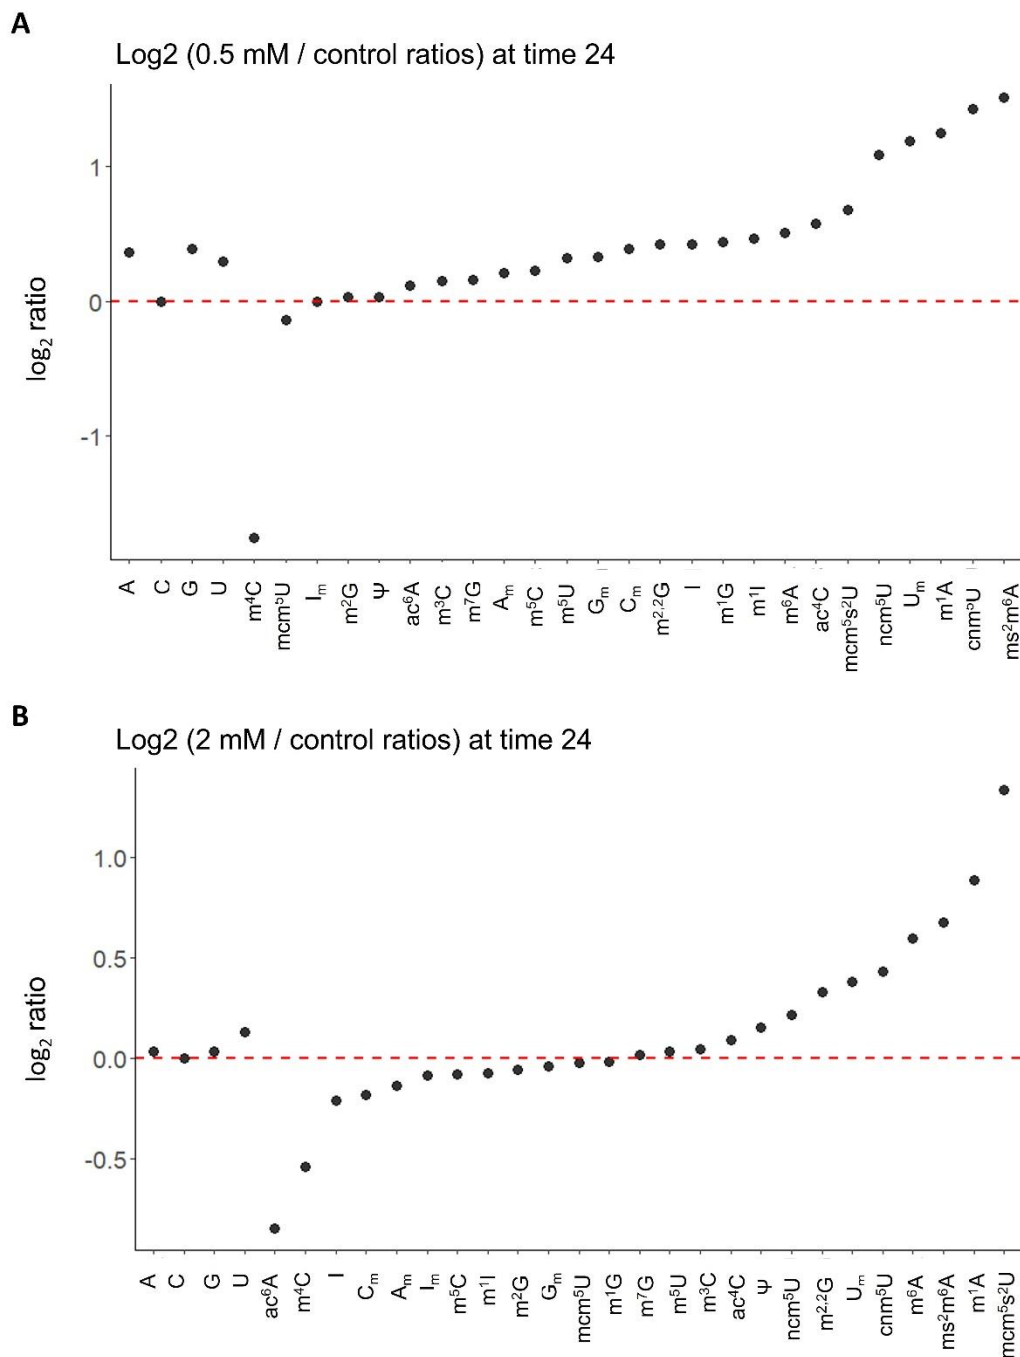 A
Log2 (0.5 mM / control ratios) at time 24
log₂ ratio
1
0
-1
A
C
G
U
m⁴C
mcm⁵U
Iₘ
m²G
Ψ
ac⁶A
m³C
m⁷G
Aₘ
m⁵C
m⁵U
Gₘ
Cₘ
m²·²G
I
m¹G
m¹I
m⁶A
ac⁴C
mcm⁵s²U
ncm⁵U
Uₘ
m¹A
cnm⁵U
ms²m⁶A
B
Log2 (2 mM / control ratios) at time 24
log₂ ratio
1.0
0.5
0.0
-0.5
A
C
G
U
ac⁶A
m⁴C
I
Cₘ
Aₘ
Iₘ
m⁵C
m¹I
m²G
Gₘ
mcm⁵U
m¹G
m⁷G
m⁵U
m³C
ac⁴C
Ψ
ncm⁵U
m²·²G
Uₘ
cnm⁵U
m⁶A
ms²m⁶A
m¹A
mcm⁵s²U